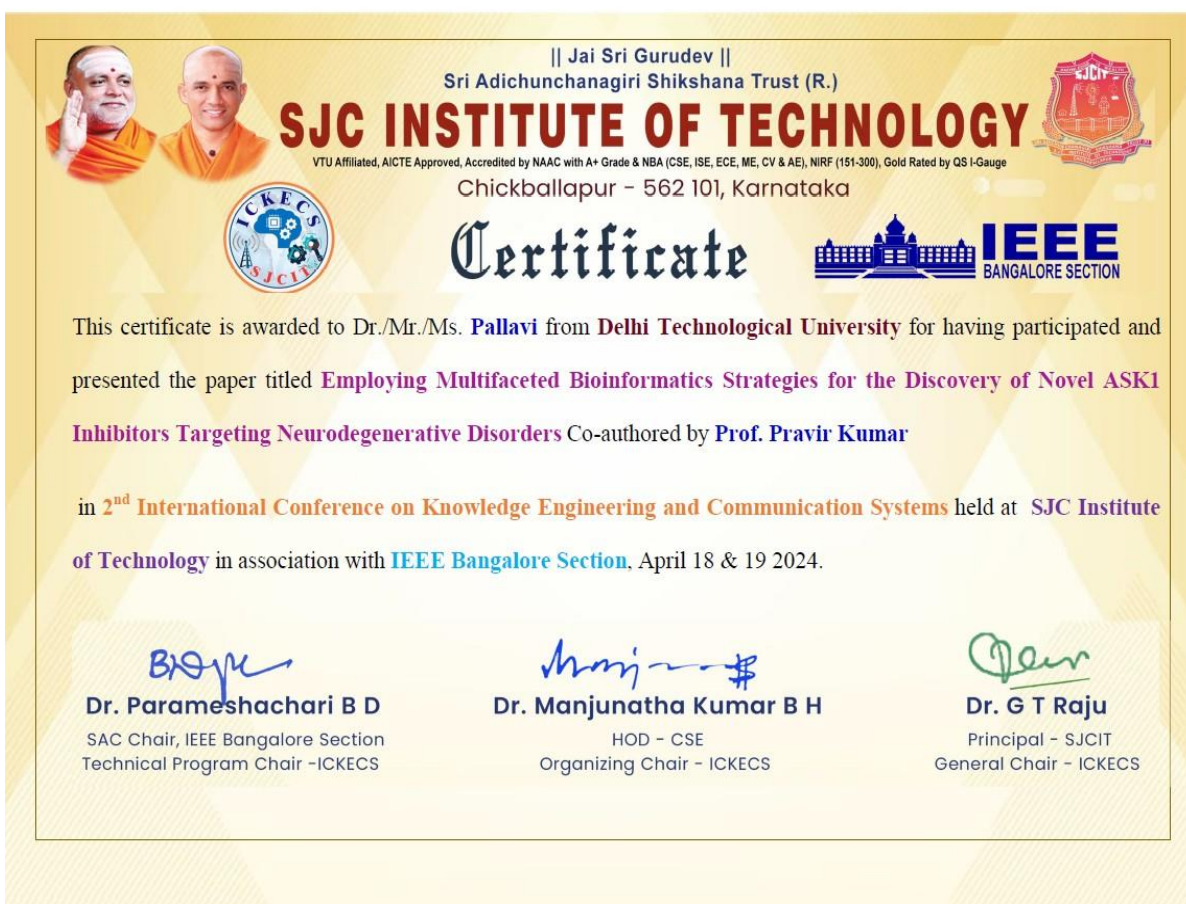 || Jai Sri Gurudev ||
Sri Adichunchanagiri Shikshana Trust (R.)
SJC INSTITUTE OF TECHNOLOGY
VTU Affiliated, AICTE Approved, Accredited by NAAC with A+ Grade & NBA (CSE, ISE, ECE, ME, CV & AE), NIRF (151-300), Gold Rated by QS I-Gauge
Chickballapur - 562 101, Karnataka
SJCIT
ICKECS
SJCIT
Certificate
IEEE
BANGALORE SECTION
This certificate is awarded to Dr./Mr./Ms. Pallavi from Delhi Technological University for having participated and
presented the paper titled Employing Multifaceted Bioinformatics Strategies for the Discovery of Novel ASK1
Inhibitors Targeting Neurodegenerative Disorders Co-authored by Prof. Pravir Kumar
in 2nd International Conference on Knowledge Engineering and Communication Systems held at SJC Institute
of Technology in association with IEEE Bangalore Section, April 18 & 19 2024.
Dr. Parameshachari B D
SAC Chair, IEEE Bangalore Section
Technical Program Chair -ICKECS
Dr. Manjunatha Kumar B H
HOD - CSE
Organizing Chair - ICKECS
Dr. G T Raju
Principal - SJCIT
General Chair - ICKECS